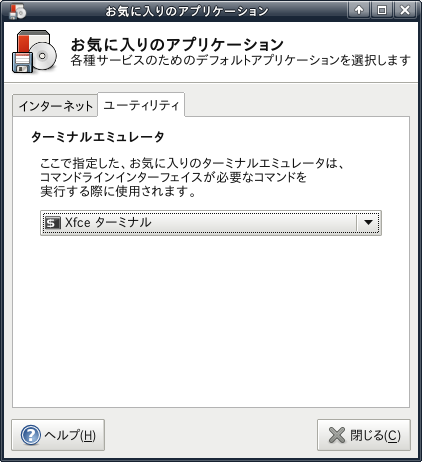 お気に入りのアプリケーション
お気に入りのアプリケーション
各種サービスのためのデフォルトアプリケーションを選択します
インターネット
ユーティリティ
ターミナルエミュレータ
ここで指定した、お気に入りのターミナルエミュレータは、
コマンドラインインターフェイスが必要なコマンドを
実行する際に使用されます。
Xfce ターミナル
ヘルプ(H)
閉じる(C)